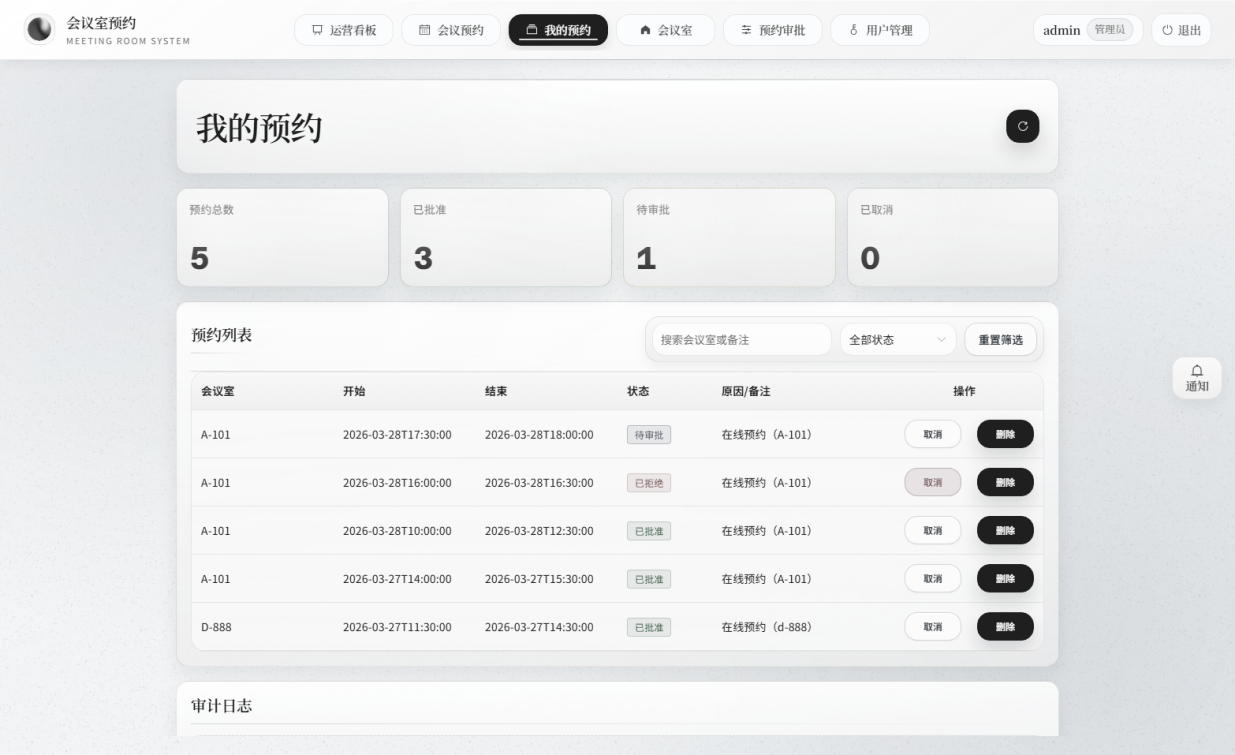 会议室预约
MEETING ROOM SYSTEM
运营看板
会议预约
我的预约
会议室
预约审批
用户管理
admin 管理员
退出
我的预约
预约总数
5
已批准
3
待审批
1
已取消
0
预约列表
搜索会议室或备注
全部状态
重置筛选
会议室 开始 结束 状态 原因/备注 操作
A-101 2026-03-28T17:30:00 2026-03-28T18:00:00 待审批 在线预约（A-101） 取消 删除
A-101 2026-03-28T16:00:00 2026-03-28T16:30:00 已拒绝 在线预约（A-101） 取消 删除
A-101 2026-03-28T10:00:00 2026-03-28T12:30:00 已批准 在线预约（A-101） 取消 删除
A-101 2026-03-27T14:00:00 2026-03-27T15:30:00 已批准 在线预约（A-101） 取消 删除
D-888 2026-03-27T11:30:00 2026-03-27T14:30:00 已批准 在线预约（d-888） 取消 删除
通知
审计日志